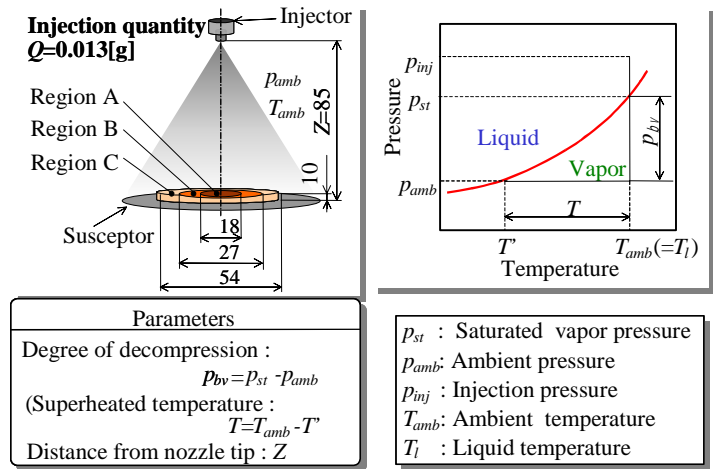 Injection quantity
Q=0.013[g]
Injector
p_amb
T_amb
Z=85
10
Region A
Region B
Region C
Susceptor
18
27
54
Pressure
p_inj
p_st
p_amb
Liquid
Vapor
p_bv
T
T'
T_amb(=T_l)
Temperature
Parameters
Degree of decompression :
p_bv=p_st -p_amb
(Superheated temperature :
T=T_amb-T'
Distance from nozzle tip : Z
p_st : Saturated vapor pressure
p_amb: Ambient pressure
p_inj : Injection pressure
T_amb: Ambient temperature
T_l : Liquid temperature